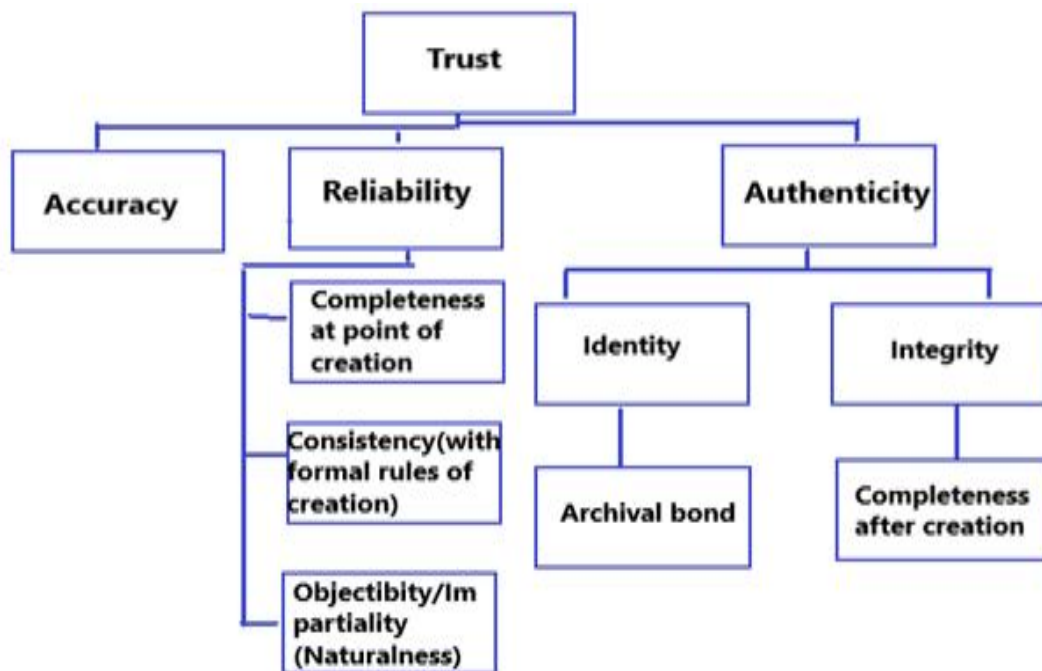 Trust
Accuracy
Reliability
Authenticity
Completeness
at point of
creation
Consistency(with
formal rules of
creation)
Objectibity/Im
partiality
(Naturalness)
Identity
Integrity
Archival bond
Completeness
after creation